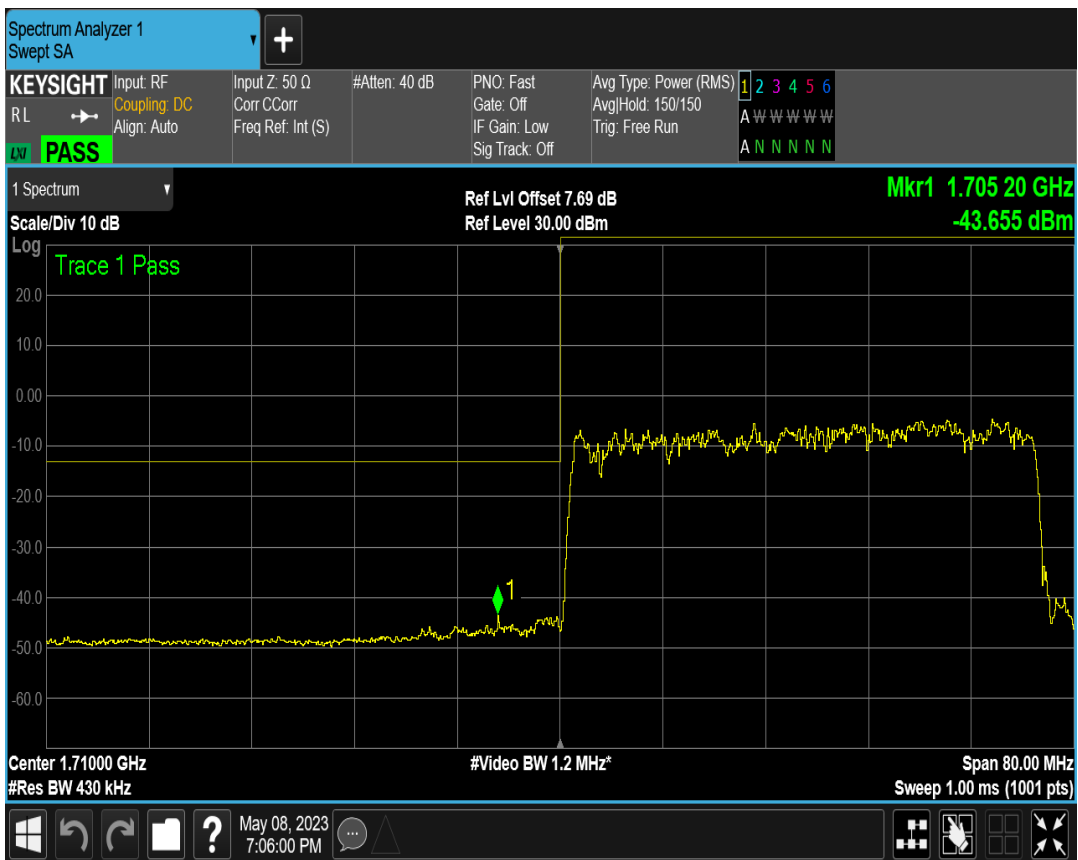 Spectrum Analyzer 1
Swept SA
+
KEYSIGHT
R L
LXI PASS
Input: RF
Coupling: DC
Align: Auto
Input Z: 50 Ω
Corr CCorr
Freq Ref: Int (S)
#Atten: 40 dB
PNO: Fast
Gate: Off
IF Gain: Low
Sig Track: Off
Avg Type: Power (RMS)
Avg|Hold: 150/150
Trig: Free Run
1 2 3 4 5 6
A W W W W W
A N N N N N
1 Spectrum
Scale/Div 10 dB
Ref Lvl Offset 7.69 dB
Ref Level 30.00 dBm
Mkr1 1.705 20 GHz
-43.655 dBm
Log
Trace 1 Pass
20.0
10.0
0.00
-10.0
-20.0
-30.0
-40.0
1
-50.0
-60.0
Center 1.71000 GHz
#Video BW 1.2 MHz*
Span 80.00 MHz
#Res BW 430 kHz
Sweep 1.00 ms (1001 pts)
?
May 08, 2023
7:06:00 PM